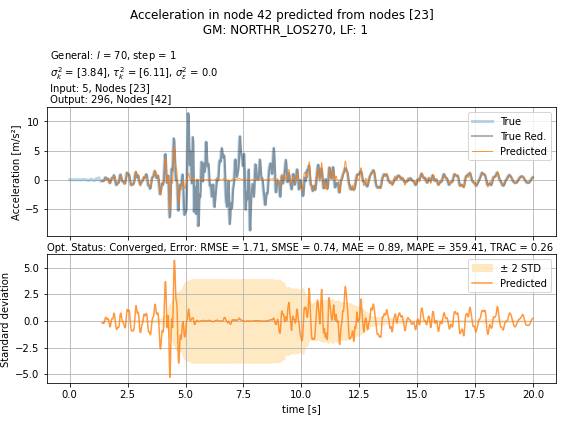 Acceleration in node 42 predicted from nodes [23]
GM: NORTHR_LOS270, LF: 1
General: l = 70, step = 1
σ²ₖ = [3.84], τ²ₖ = [6.11], σ²ε = 0.0
Input: 5, Nodes [23]
Output: 296, Nodes [42]
Acceleration [m/s²]
10
5
0
−5
True
True Red.
Predicted
Opt. Status: Converged, Error: RMSE = 1.71, SMSE = 0.74, MAE = 0.89, MAPE = 359.41, TRAC = 0.26
Standard deviation
5.0
2.5
0.0
−2.5
−5.0
± 2 STD
Predicted
0.0 2.5 5.0 7.5 10.0 12.5 15.0 17.5 20.0
time [s]